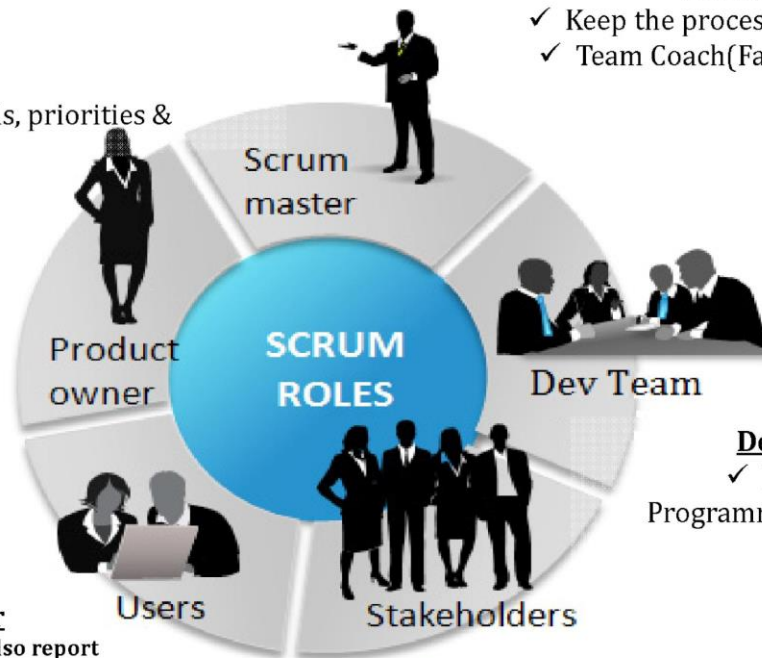 ✓ Keep the proces
✓ Team Coach(Fa
s, priorities &
Scrum
master
Product
owner
SCRUM
ROLES
Dev Team
✓
Programm
Users
Stakeholders
lso report